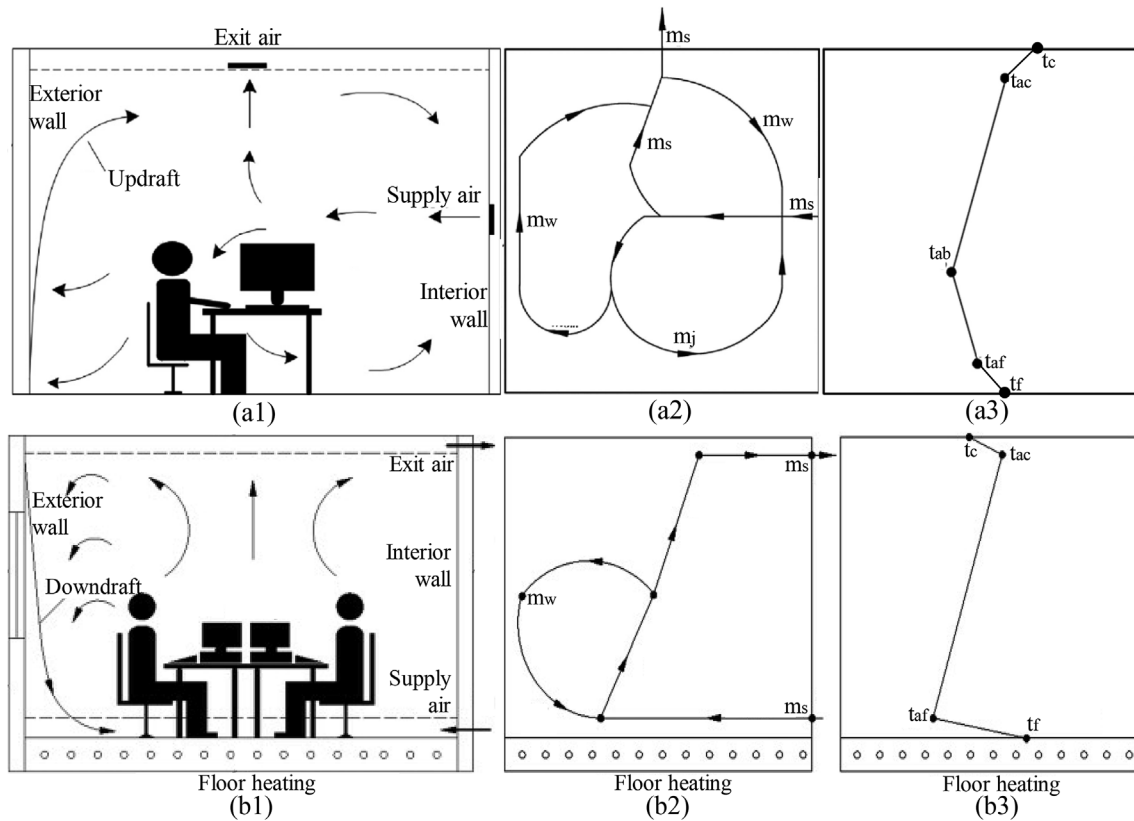 Exit air
Exterior
wall
Updraft
Supply air
Interior
wall
(a1)
ms
mw
ms
ms
mw
mj
(a2)
tc
tac
tab
taf
tf
(a3)
Exit air
Exterior
wall
Interior
wall
Downdraft
Supply
air
Floor heating
(b1)
ms
mw
ms
Floor heating
(b2)
tc
tac
taf
tf
Floor heating
(b3)